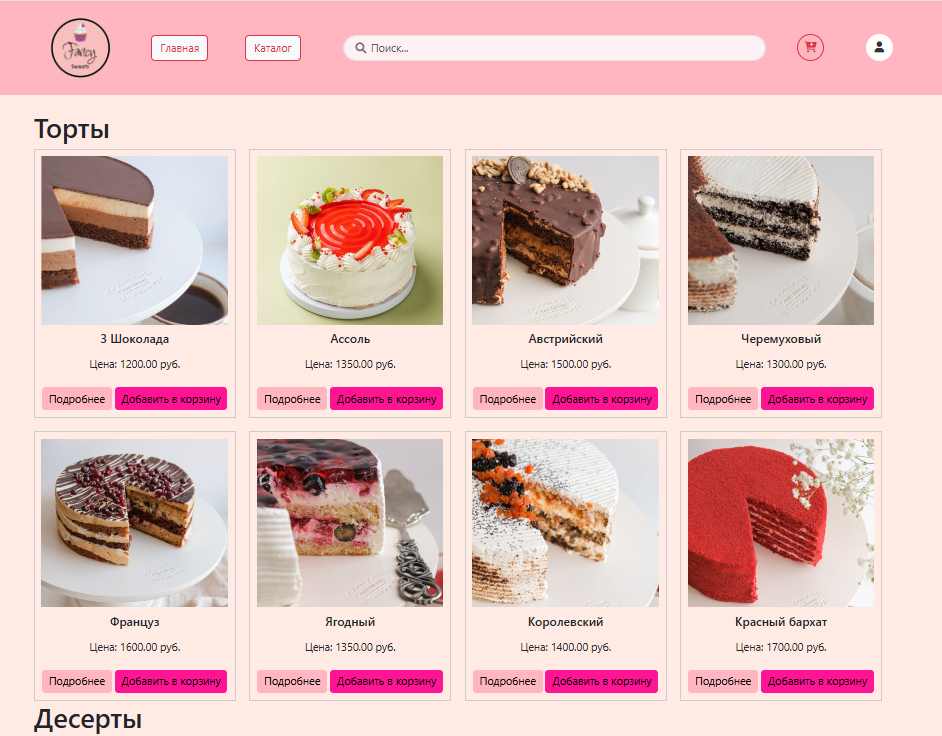 Fancy
Sweets
Главная
Каталог
Поиск...
Торты
3 Шоколада
Ассоль
Австрийский
Черемуховый
Цена: 1200.00 руб.
Цена: 1350.00 руб.
Цена: 1500.00 руб.
Цена: 1300.00 руб.
Подробнее Добавить в корзину
Подробнее Добавить в корзину
Подробнее Добавить в корзину
Подробнее Добавить в корзину
Француз
Ягодный
Королевский
Красный бархат
Цена: 1600.00 руб.
Цена: 1350.00 руб.
Цена: 1400.00 руб.
Цена: 1700.00 руб.
Подробнее Добавить в корзину
Подробнее Добавить в корзину
Подробнее Добавить в корзину
Подробнее Добавить в корзину
Десерты